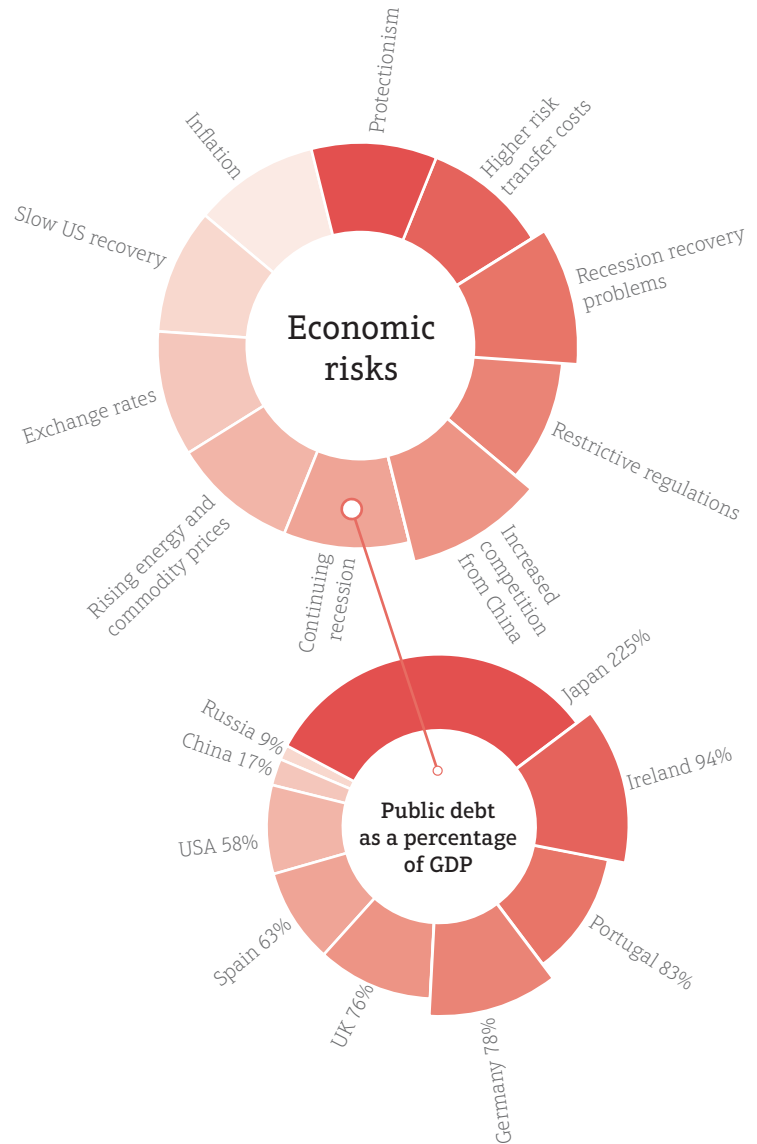 Protectionism
Higher risk
transfer costs
Recession recovery
problems
Restrictive regulations
Increased
competition
from China
Continuing
recession
Rising energy and
commodity prices
Exchange rates
Slow US recovery
Inflation
Economic
risks
Japan 225%
Ireland 94%
Portugal 83%
Germany 78%
UK 76%
Spain 63%
USA 58%
China 17%
Russia 9%
Public debt
as a percentage
of GDP